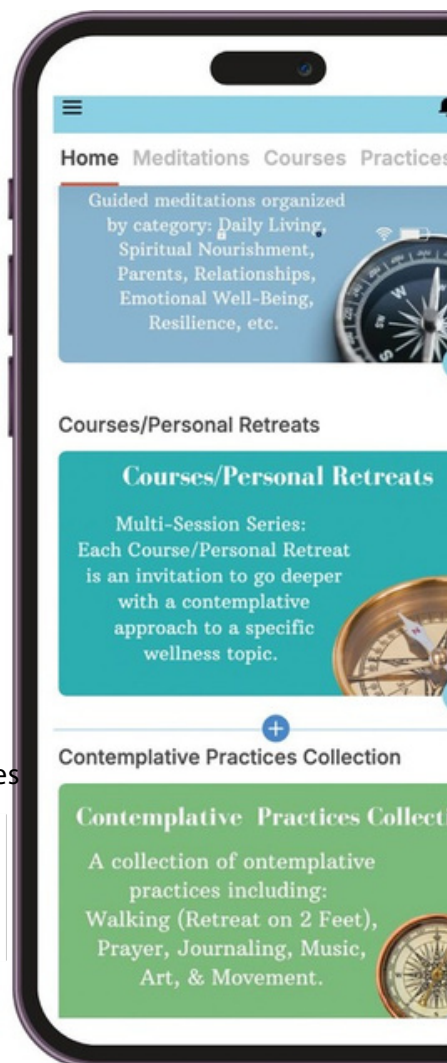 Home Meditations Courses Practices
Guided meditations organized
by category: Daily Living,
Spiritual Nourishment,
Parents, Relationships,
Emotional Well-Being,
Resilience, etc.
W
SW
S
Courses/Personal Retreats
Courses/Personal Retreats
Multi-Session Series:
Each Course/Personal Retreat
is an invitation to go deeper
with a contemplative
approach to a specific
wellness topic.
N
Contemplative Practices Collection
es
Contemplative Practices Collecti
A collection of ontemplative
practices including:
Walking (Retreat on 2 Feet),
Prayer, Journaling, Music,
Art, & Movement.